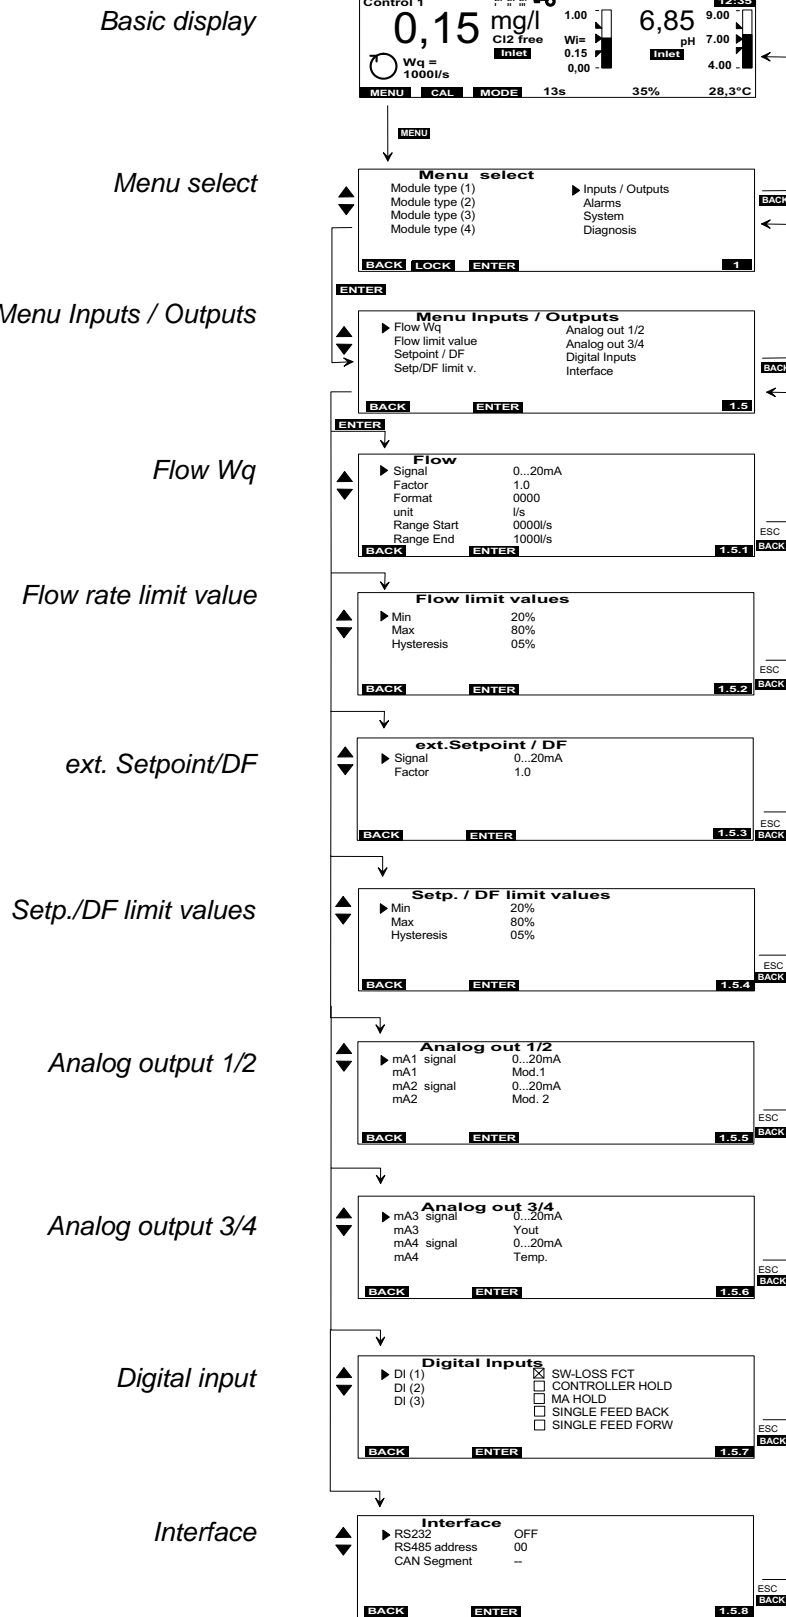 Basic display
Control 1
12:35
0,15 mg/l
Cl2 free
Inlet
1.00
Wi=
0.15
0,00
6,85
pH
Inlet
9.00
7.00
4.00
Wq =
1000l/s
MENU CAL MODE 13s 35% 28,3°C
MENU
Menu select
Menu select
Module type (1) Inputs / Outputs
Module type (2) Alarms
Module type (3) System
Module type (4) Diagnosis
BACK LOCK ENTER 1
BACK
ENTER
Menu Inputs / Outputs
Menu Inputs / Outputs
Flow Wq Analog out 1/2
Flow limit value Analog out 3/4
Setpoint / DF Digital Inputs
Setp/DF limit v. Interface
BACK ENTER 1.5
BACK
ENTER
Flow Wq
Flow
Signal 0...20mA
Factor 1.0
Format 0000
unit l/s
Range Start 0000l/s
Range End 1000l/s
BACK ENTER 1.5.1
ESC
BACK
Flow rate limit value
Flow limit values
Min 20%
Max 80%
Hysteresis 05%
BACK ENTER 1.5.2
ESC
BACK
ext. Setpoint/DF
ext.Setpoint / DF
Signal 0...20mA
Factor 1.0
BACK ENTER 1.5.3
ESC
BACK
Setp./DF limit values
Setp. / DF limit values
Min 20%
Max 80%
Hysteresis 05%
BACK ENTER 1.5.4
ESC
BACK
Analog output 1/2
Analog out 1/2
mA1 signal 0...20mA
mA1 Mod.1
mA2 signal 0...20mA
mA2 Mod. 2
BACK ENTER 1.5.5
ESC
BACK
Analog output 3/4
Analog out 3/4
mA3 signal 0...20mA
mA3 Yout
mA4 signal 0...20mA
mA4 Temp.
BACK ENTER 1.5.6
ESC
BACK
Digital input
Digital Inputs
DI (1) SW-LOSS FCT
DI (2) CONTROLLER HOLD
DI (3) MA HOLD
SINGLE FEED BACK
SINGLE FEED FORW
BACK ENTER 1.5.7
ESC
BACK
Interface
Interface
RS232 OFF
RS485 address 00
CAN Segment --
BACK ENTER 1.5.8
ESC
BACK